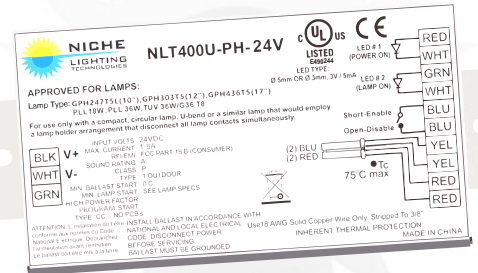 NICHE
LIGHTING
TECHNOLOGIES
NLT400U-PH-24V
C UL US
LISTED
E490244
CE
LED TYPE:
Ø 5mm OR Ø 3mm, 3V / 5mA
LED # 1
(POWER ON)
RED
WHT
LED # 2
(LAMP ON)
GRN
WHT
APPROVED FOR LAMPS:
Lamp Type: GPH247T5L(10"), GPH303T5(12"), GPH436T5(17")
PLL18W, PLL 36W, TUV 36W/G36 T8
For use only with a compact, circular lamp, U-bend or a similar lamp that would employ
a lamp holder arrangement that disconnect all lamp contacts simultaneously.
Short-Enable
Open-Disable
BLU
BLU
YEL
YEL
RED
RED
BLK V+
WHT V-
GRN
INPUT VOLTS 24VDC
MAX. CURRENT 1.8A
RFI/EMI FCC PART 18 B (CONSUMER)
SOUND RATING A
CLASS P
TYPE 1 OUTDOOR
MIN. BALLAST START 0 C
MIN. LAMP START SEE LAMP SPECS
HIGH POWER FACTOR
PROGRAM START
TYPE CC - NO PCBs
(2) BLU
(2) RED
Tc
75°C max
INSTALL BALLAST IN ACCORDANCE WITH
NATIONAL AND LOCAL ELECTRICAL
CODE. DISCONNECT POWER
BEFORE SERVICING
BALLAST MUST BE GROUNDED
Use18 AWG Solid Copper Wire Only. Stripped To 3/8"
INHERENT THERMAL PROTECTION
MADE IN CHINA